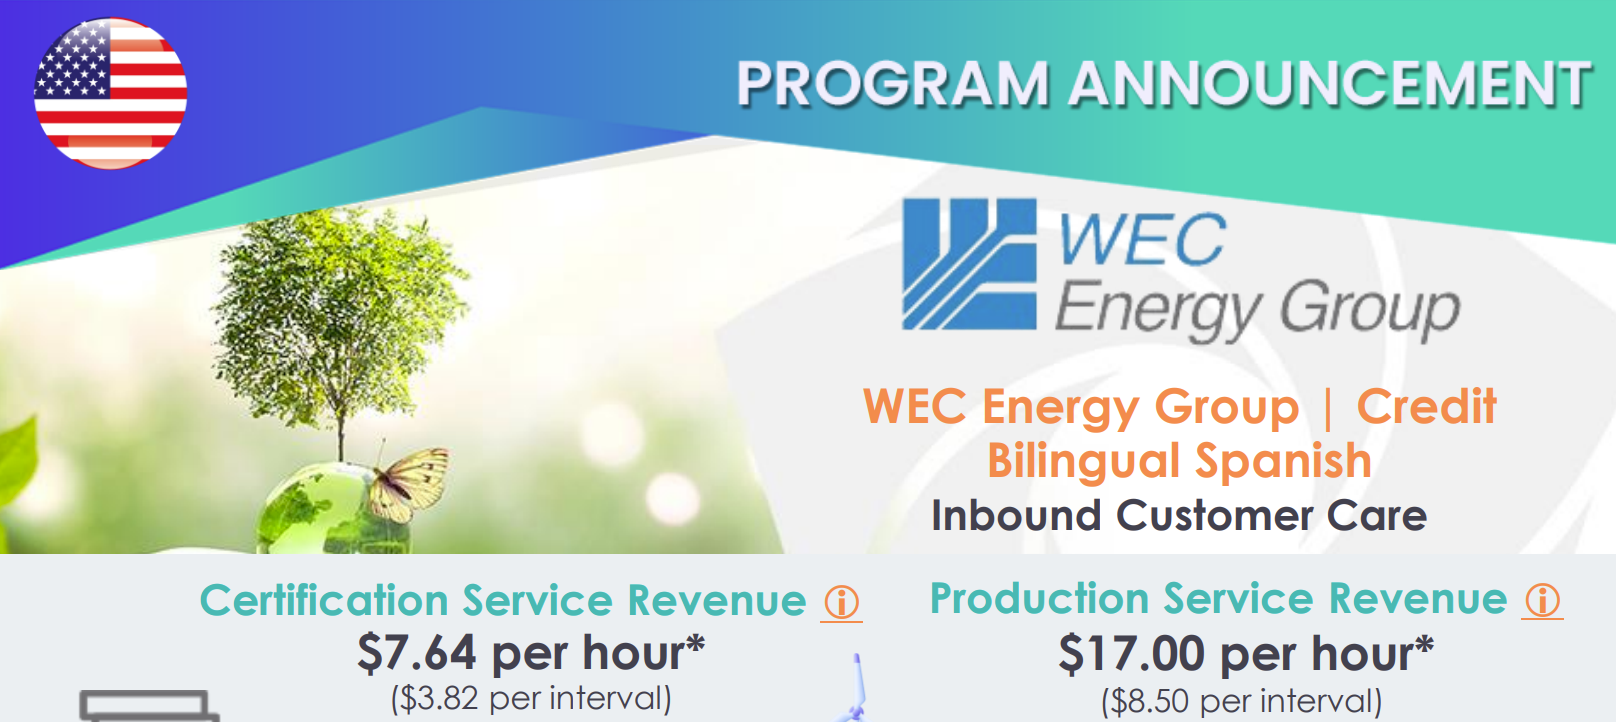 PROGRAM ANNOUNCEMENT
WEC
Energy Group
WEC Energy Group | Credit
Bilingual Spanish
Inbound Customer Care
Certification Service Revenue ⓘ
$7.64 per hour*
($3.82 per interval)
Production Service Revenue ⓘ
$17.00 per hour*
($8.50 per interval)